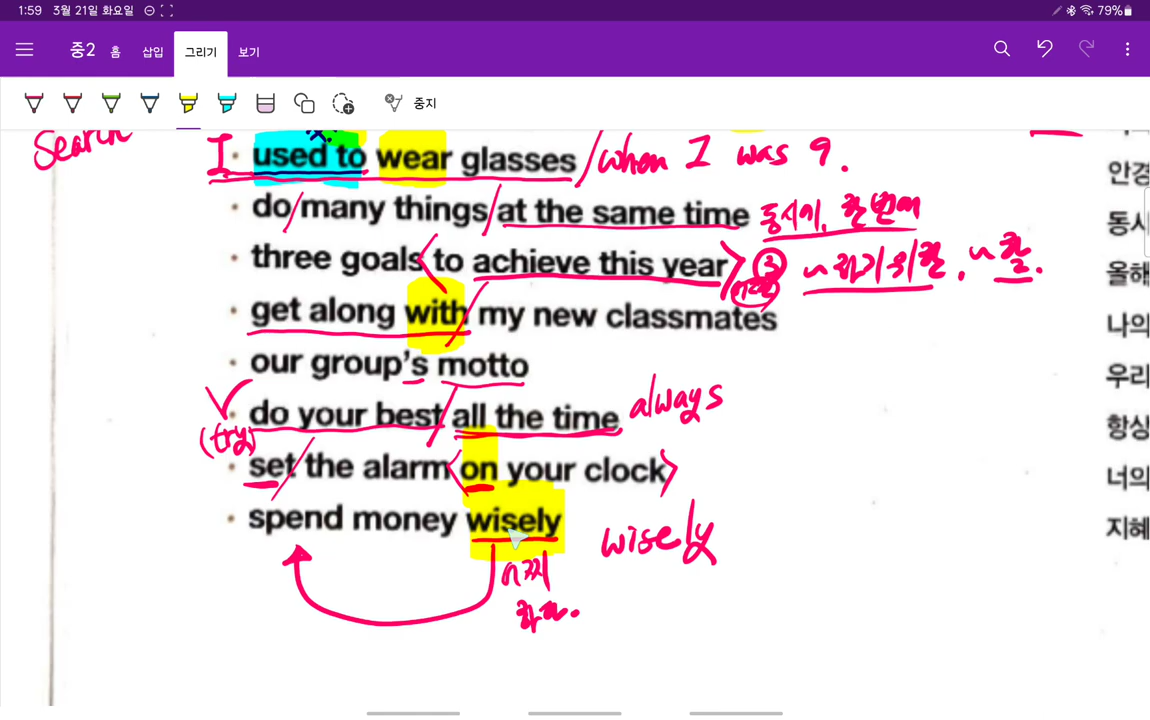 1:59 3월 21일 화요일 79%
중2 홈 삽입 그리기 보기
중지
Search
I · used to wear glasses / when I was 9.
안경
· do / many things / at the same time 동시에, 한번에
동시
· three goals < to achieve this year > ③ ~하기위한, ~할.
올해
· get along with / my new classmates
나의
· our group's motto
우리
· do your best / all the time always
항상
(try)
· set / the alarm < on your clock >
너의
· spend money wisely wisely
지혜